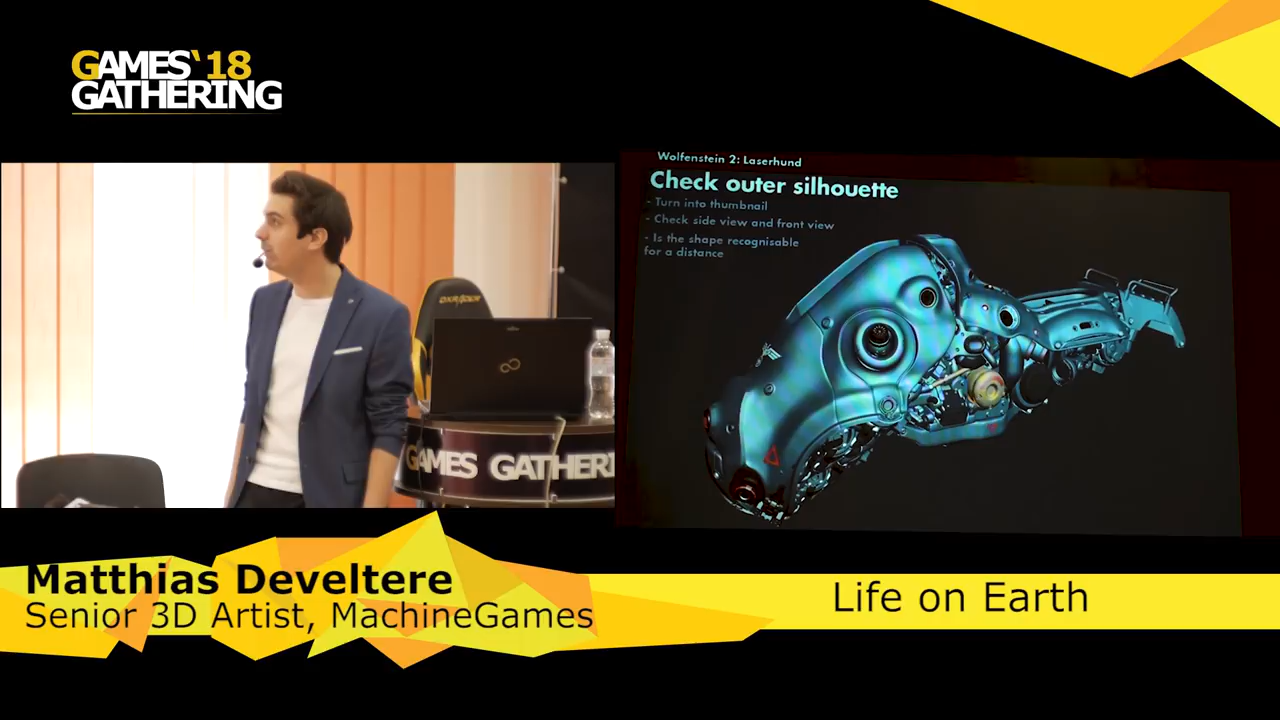 GAMES'18
GATHERING
Wolfenstein 2: Laserhund
Check outer silhouette
- Turn into thumbnail
- Check side view and front view
- Is the shape recognisable
for a distance
DXRACER
GAMES GATHERI
Matthias Develtere
Senior 3D Artist, MachineGames
Life on Earth